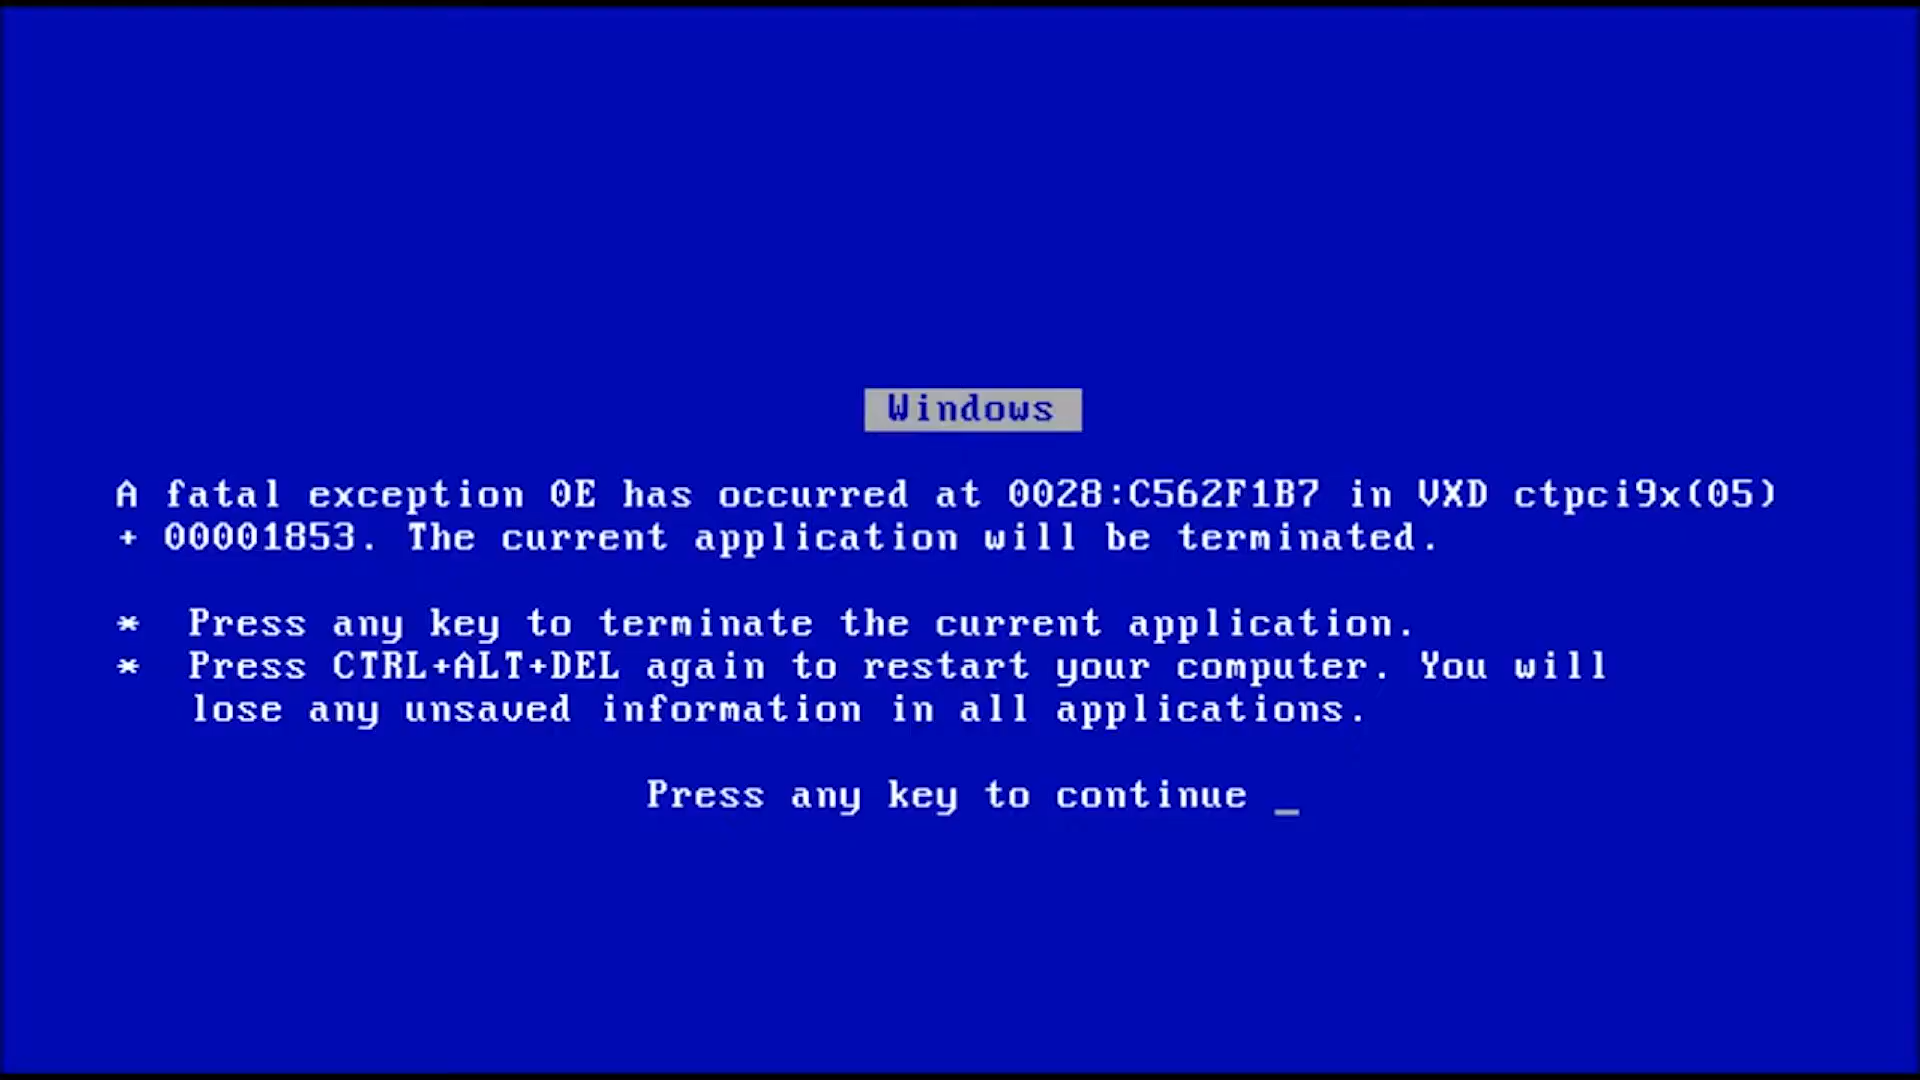 Windows
A fatal exception 0E has occurred at 0028:C562F1B7 in VXD ctpci9x(05)
+ 00001853. The current application will be terminated.
* Press any key to terminate the current application.
* Press CTRL+ALT+DEL again to restart your computer. You will
lose any unsaved information in all applications.
Press any key to continue _